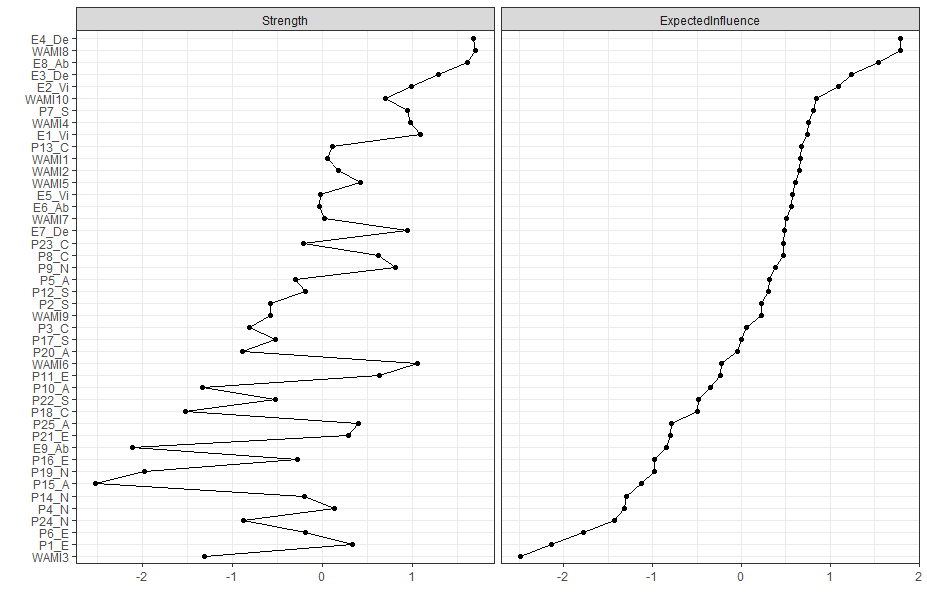 Strength ExpectedInfluence
E4_De
WAMI8
E8_Ab
E3_De
E2_Vi
WAMI10
P7_S
WAMI4
E1_Vi
P13_C
WAMI1
WAMI2
WAMI5
E5_Vi
E6_Ab
WAMI7
E7_De
P23_C
P8_C
P9_N
P5_A
P12_S
P2_S
WAMI9
P3_C
P17_S
P20_A
WAMI6
P11_E
P10_A
P22_S
P18_C
P25_A
P21_E
E9_Ab
P16_E
P19_N
P15_A
P14_N
P4_N
P24_N
P6_E
P1_E
WAMI3
-2 -1 0 1 -2 -1 0 1 2